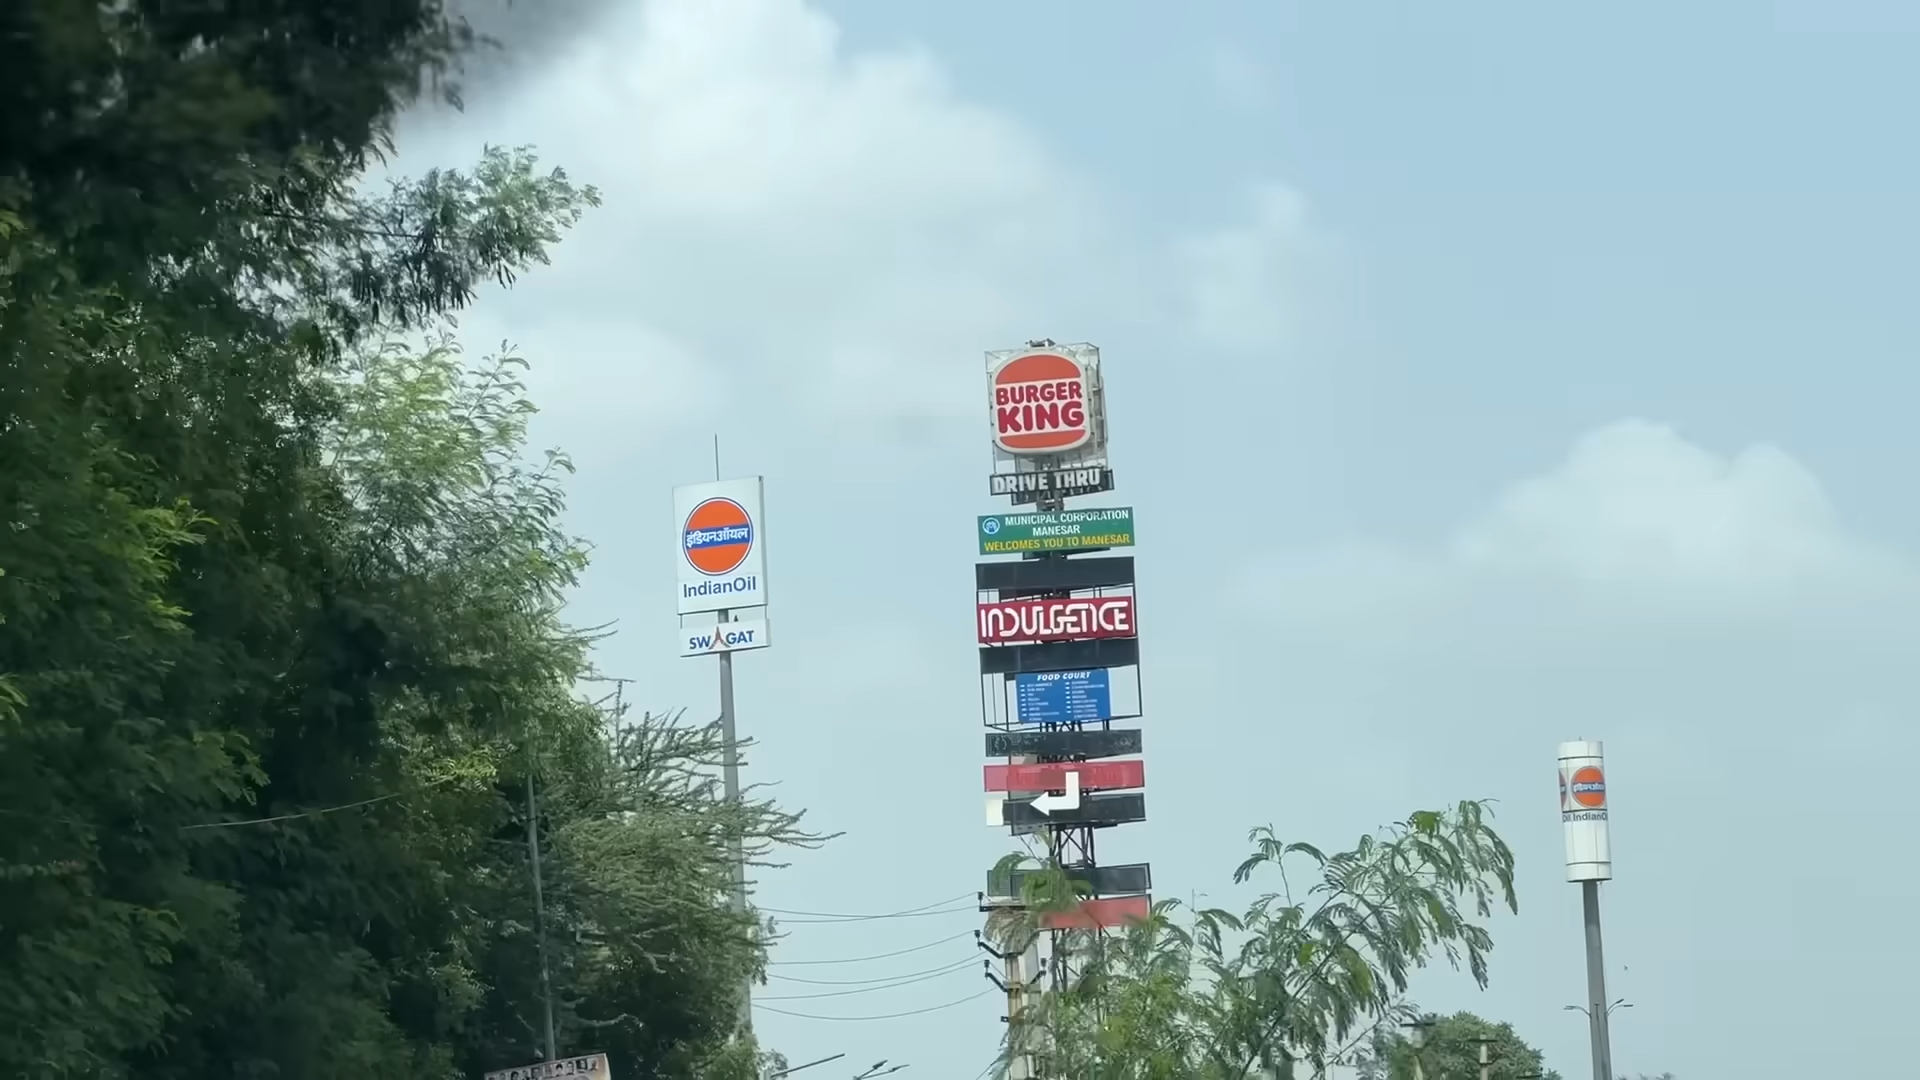 BURGER
KING
DRIVE THRU
MUNICIPAL CORPORATION
MANESAR
WELCOMES YOU TO MANESAR
INDULGENCE
FOOD COURT
इंडियनऑयल
IndianOil
SWAGAT
इंडियनऑयल
IndianOil